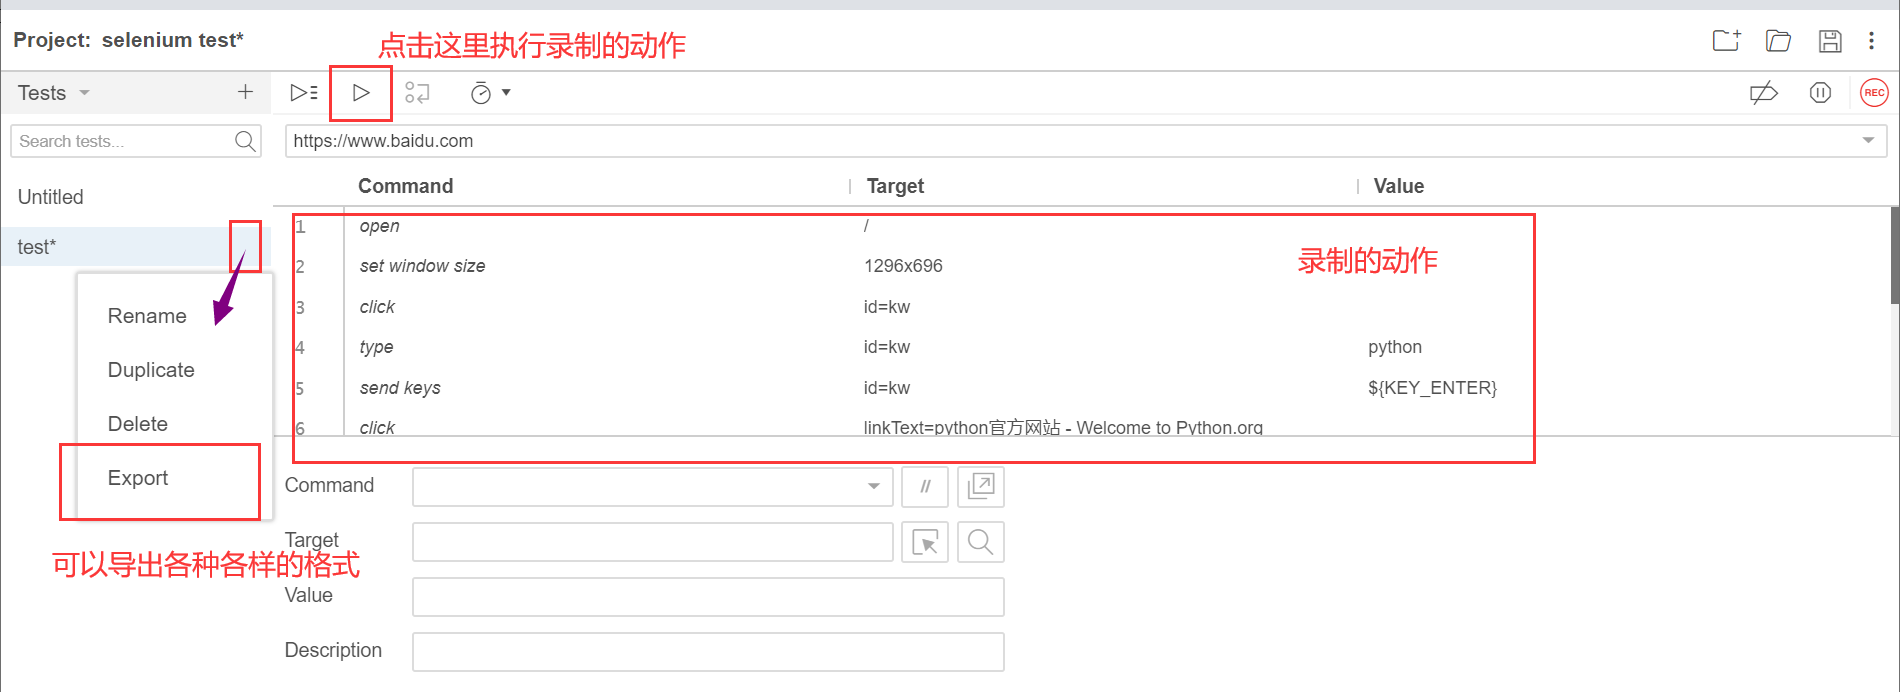 Project: selenium test*
点击这里执行录制的动作
Tests
REC
Search tests...
https://www.baidu.com
Command Target Value
Untitled
test*
1 open /
2 set window size 1296x696
录制的动作
3 click id=kw
4 type id=kw python
5 send keys id=kw ${KEY_ENTER}
6 click linkText=python官方网站 - Welcome to Python.org
Rename
Duplicate
Delete
Export
可以导出各种各样的格式
Command
//
Target
Value
Description